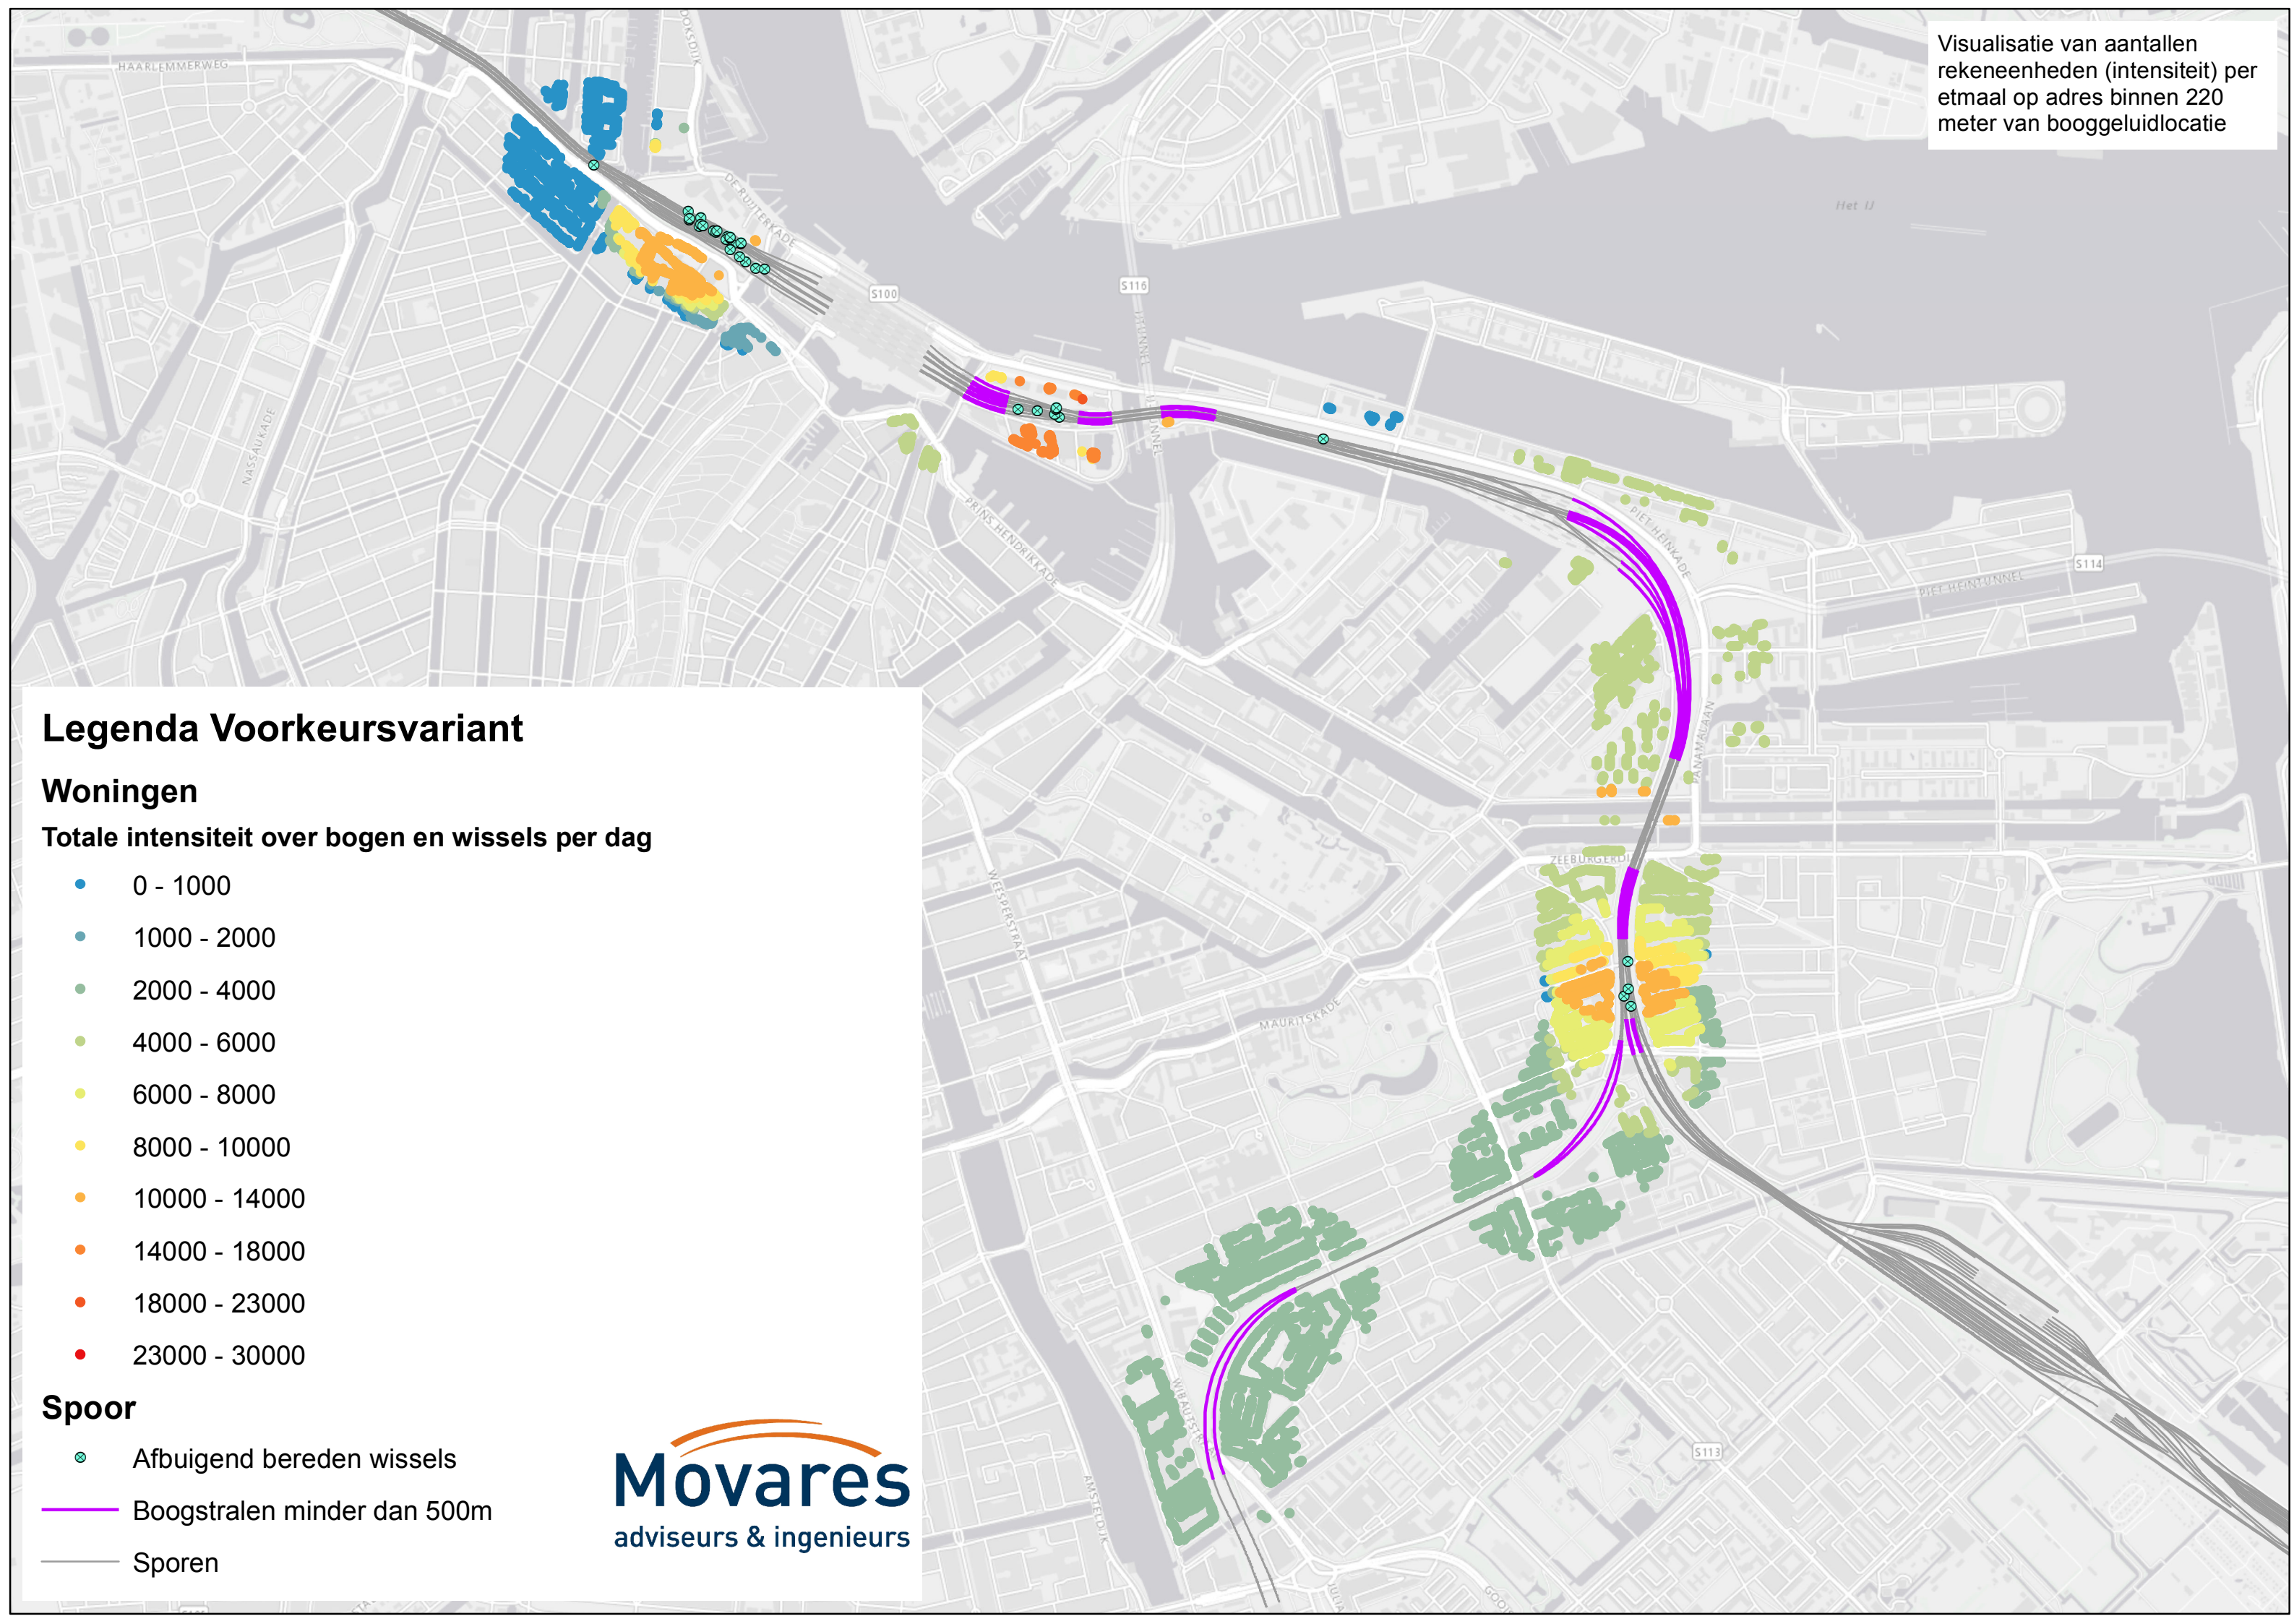 Visualisatie van aantallen
rekeneenheden (intensiteit) per
etmaal op adres binnen 220
meter van booggeluidlocatie
HAARLEMMERWEG
DE RUIJTERKADE
Het IJ
S100
S116
NASSAUKADE
PRINS HENDRIKKADE
PIET HEINKADE
S114
PIET HEINTUNNEL
PANAMALAAN
WEESPERSTRAAT
MAURITSKADE
S113
Legenda Voorkeursvariant
Woningen
Totale intensiteit over bogen en wissels per dag
0 - 1000
1000 - 2000
2000 - 4000
4000 - 6000
6000 - 8000
8000 - 10000
10000 - 14000
14000 - 18000
18000 - 23000
23000 - 30000
Spoor
Afbuigend bereden wissels
Boogstralen minder dan 500m
Sporen
Movares
adviseurs & ingenieurs
AMSTELDIJK